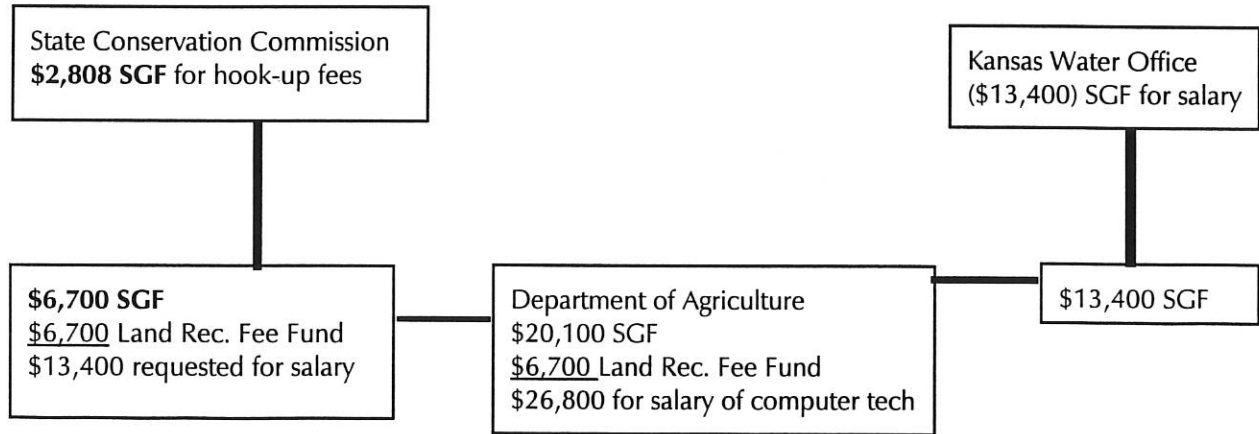 State Conservation Commission
$2,808 SGF for hook-up fees
Kansas Water Office
($13,400) SGF for salary
$6,700 SGF
$6,700 Land Rec. Fee Fund
$13,400 requested for salary
Department of Agriculture
$20,100 SGF
$6,700 Land Rec. Fee Fund
$26,800 for salary of computer tech
$13,400 SGF